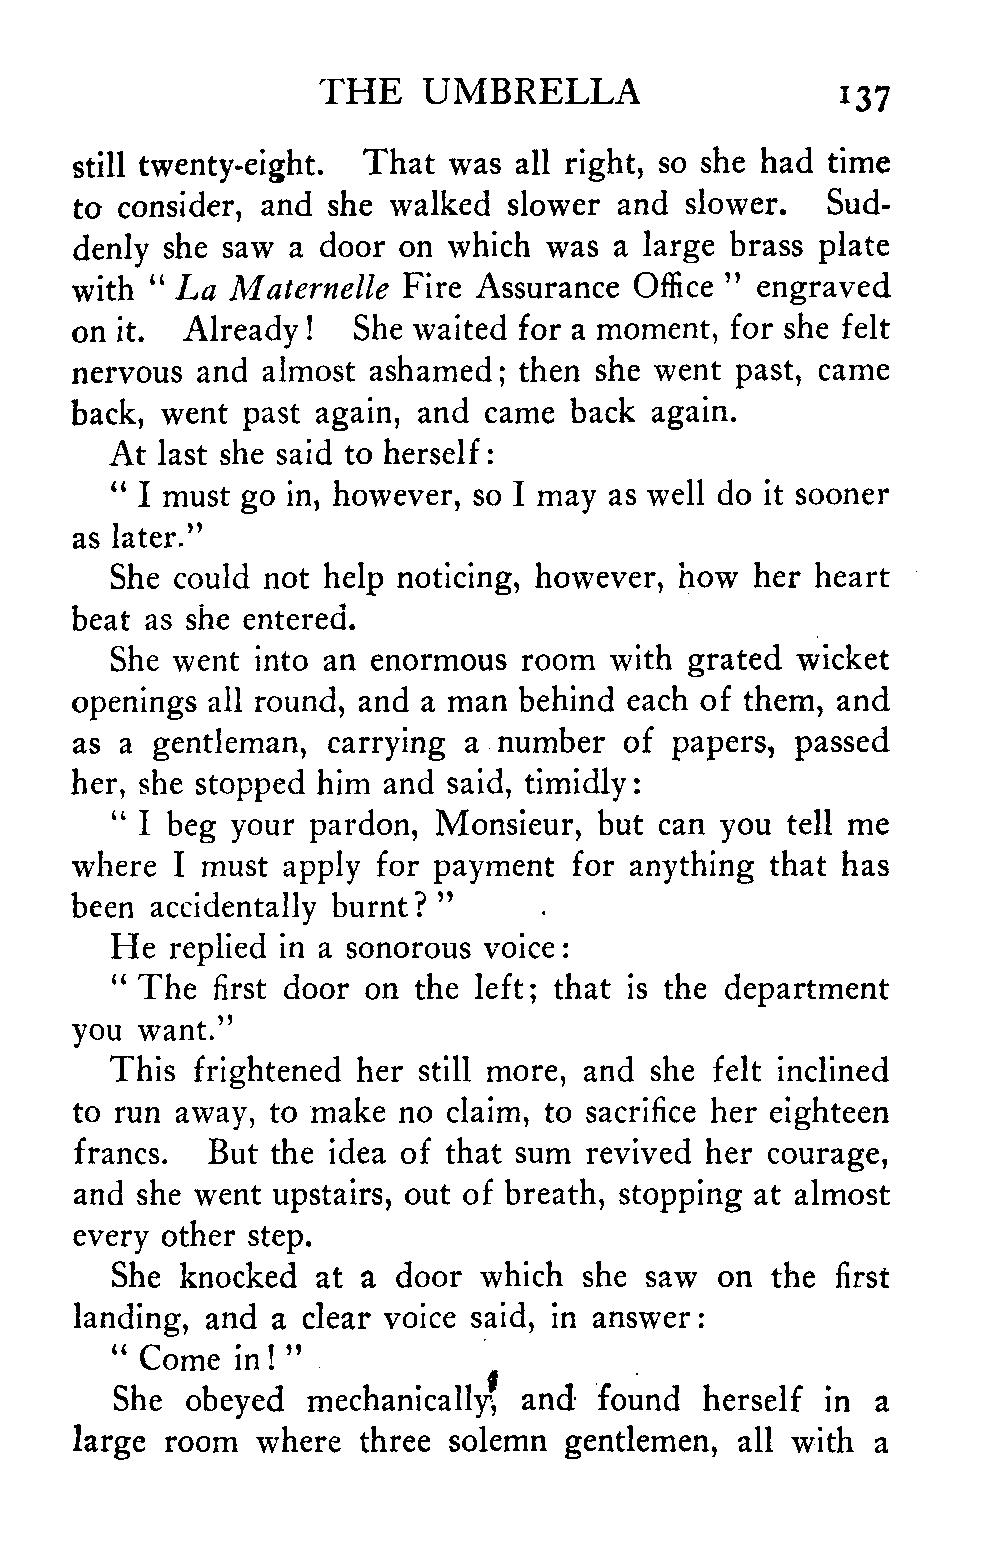 THE UMBRELLA 137
still twenty-eight. That was all right, so she had time
to consider, and she walked slower and slower. Sud-
denly she saw a door on which was a large brass plate
with “ La Maternelle Fire Assurance Office ” engraved
on it. Already! She waited for a moment, for she felt
nervous and almost ashamed; then she went past, came
back, went past again, and came back again.
At last she said to herself:
“ I must go in, however, so I may as well do it sooner
as later.”
She could not help noticing, however, how her heart
beat as she entered.
She went into an enormous room with grated wicket
openings all round, and a man behind each of them, and
as a gentleman, carrying a number of papers, passed
her, she stopped him and said, timidly:
“ I beg your pardon, Monsieur, but can you tell me
where I must apply for payment for anything that has
been accidentally burnt? ”
He replied in a sonorous voice:
“ The first door on the left; that is the department
you want.”
This frightened her still more, and she felt inclined
to run away, to make no claim, to sacrifice her eighteen
francs. But the idea of that sum revived her courage,
and she went upstairs, out of breath, stopping at almost
every other step.
She knocked at a door which she saw on the first
landing, and a clear voice said, in answer:
“ Come in! ”
She obeyed mechanically, and found herself in a
large room where three solemn gentlemen, all with a